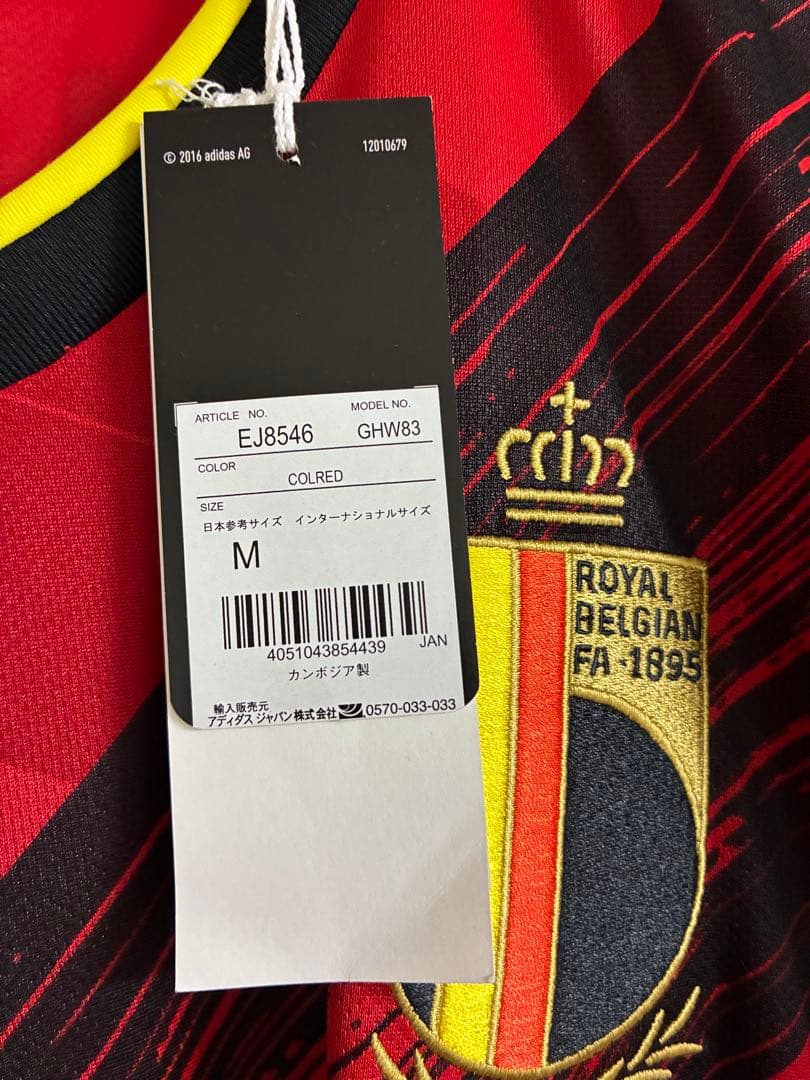 © 2016 adidas AG 12010679
ARTICLE NO. MODEL NO.
EJ8546 GHW83
COLOR
COLRED
SIZE
日本参考サイズ インターナショナルサイズ
M
4051043854439 JAN
カンボジア製
輸入販売元
アディダス ジャパン株式会社 0570-033-033
ROYAL
BELGIAN
FA - 1895